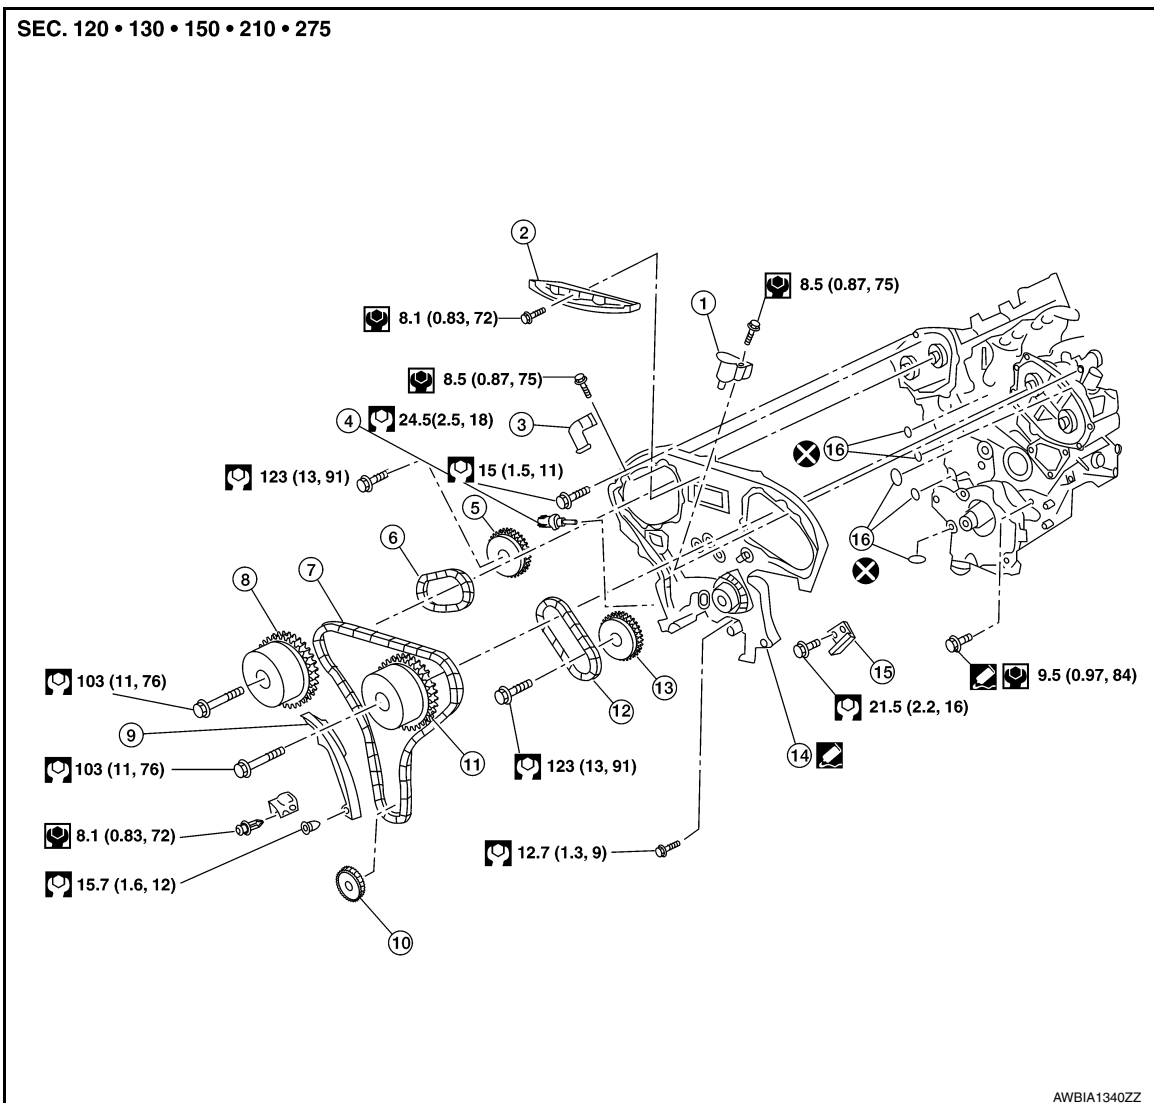 SEC. 120 • 130 • 150 • 210 • 275
2
8.5 (0.87, 75)
1
8.1 (0.83, 72)
8.5 (0.87, 75)
4
24.5(2.5, 18)
3
16
123 (13, 91)
15 (1.5, 11)
5
6
16
7
8
103 (11, 76)
15
13
9.5 (0.97, 84)
12
21.5 (2.2, 16)
9
11
14
103 (11, 76)
123 (13, 91)
8.1 (0.83, 72)
12.7 (1.3, 9)
15.7 (1.6, 12)
10
AWBIA1340ZZ